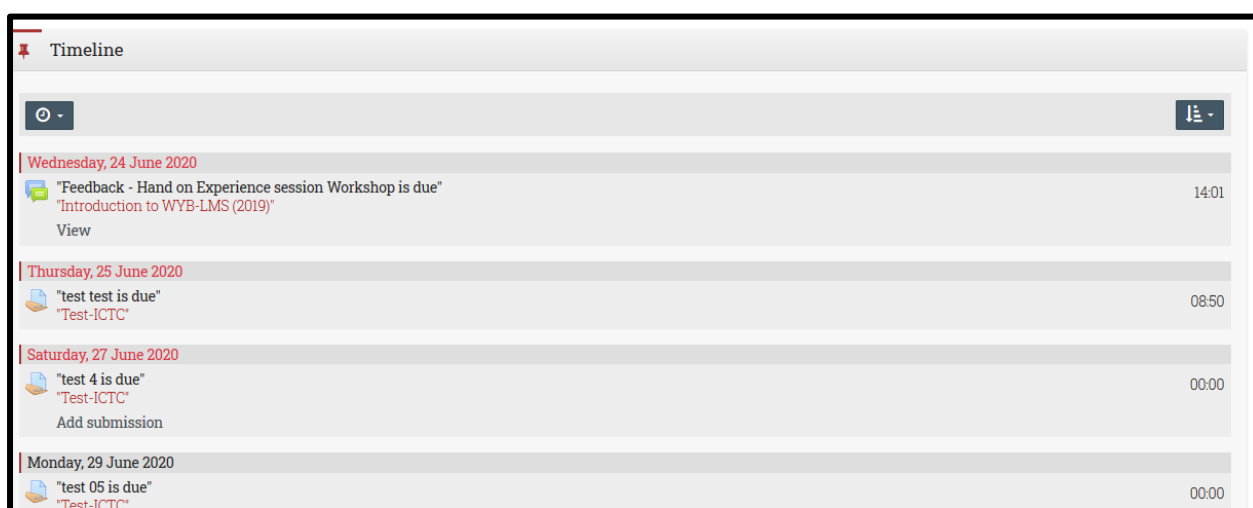 Timeline
Wednesday, 24 June 2020
"Feedback - Hand on Experience session Workshop is due"
14:01
"Introduction to WYB-LMS (2019)"
View
Thursday, 25 June 2020
"test test is due"
08:50
"Test-ICTC"
Saturday, 27 June 2020
"test 4 is due"
00:00
"Test-ICTC"
Add submission
Monday, 29 June 2020
"test 05 is due"
00:00
"Test-ICTC"